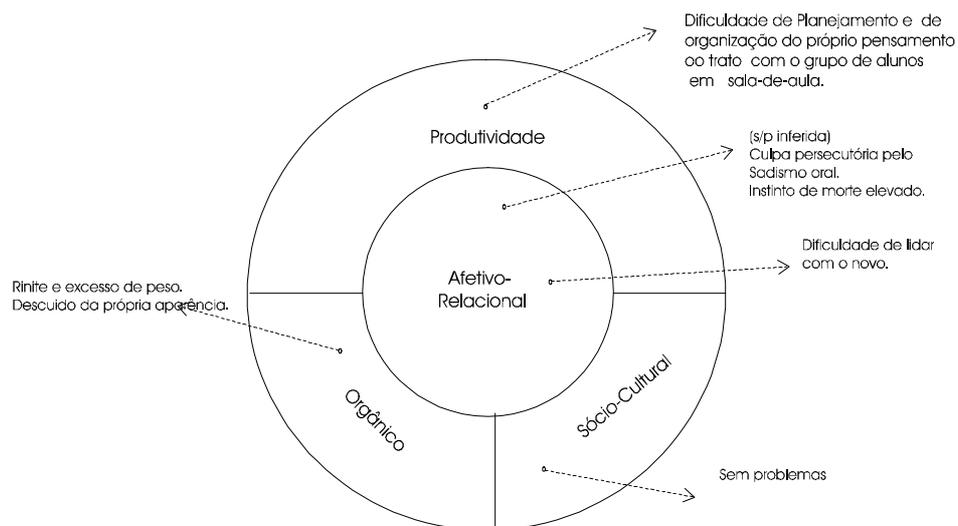 Dificuldade de Planejamento e de
organização do próprio pensamento
oo trato com o grupo de alunos
em sala-de-aula.
Produtividade
(s/p inferida)
Culpa persecutória pelo
Sadismo oral.
Instinto de morte elevado.
Dificuldade de lidar
com o novo.
Afetivo-
Relacional
Rinite e excesso de peso.
Descuido da própria aparência.
Orgânico
Sócio-Cultural
Sem problemas